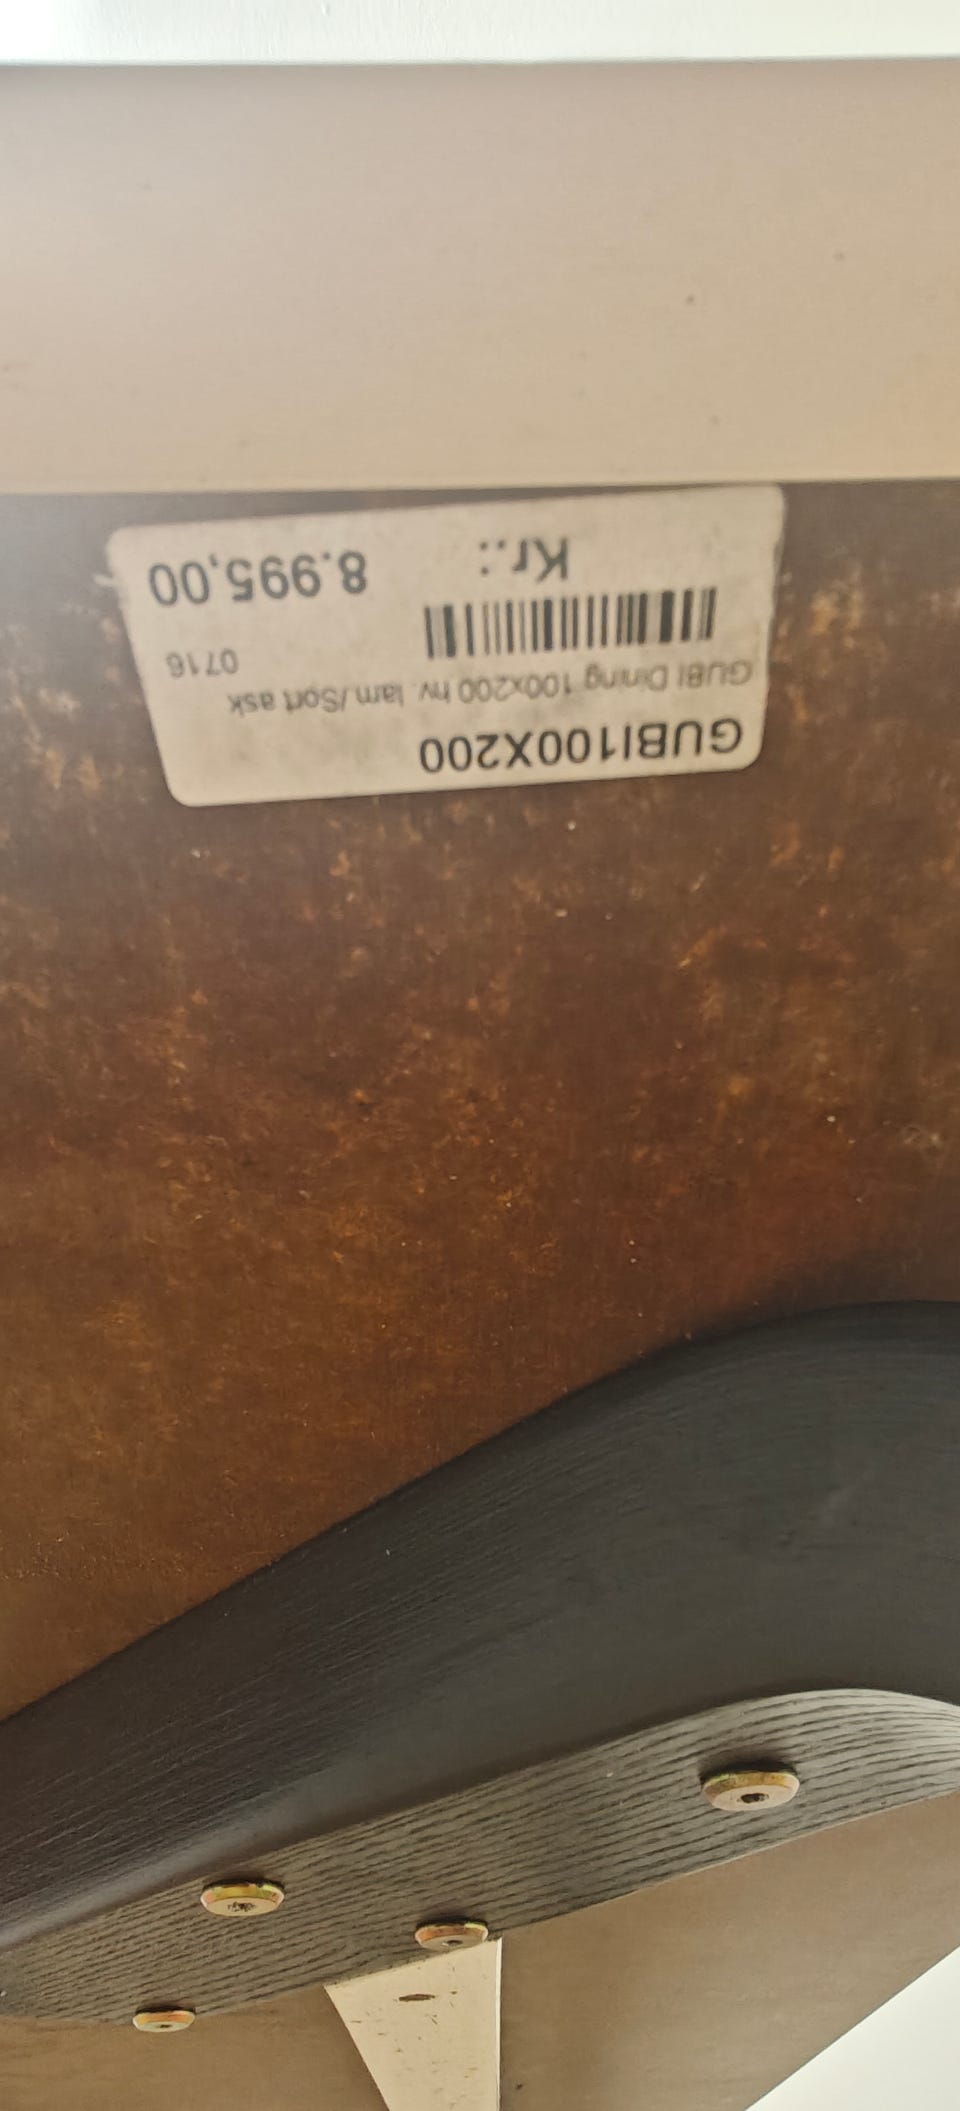 GUBI100X200
GUBI Dining 100x200 hv. lam/Sort ask
0716
Kr.: 8.995,00